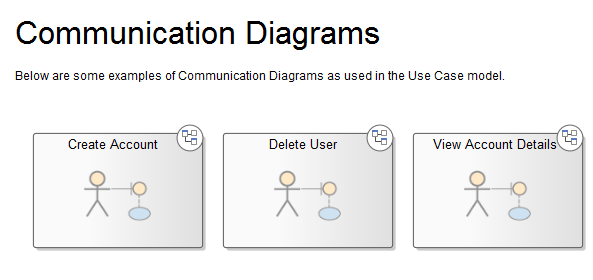 Communication Diagrams
Below are some examples of Communication Diagrams as used in the Use Case model.
Create Account
Delete User
View Account Details